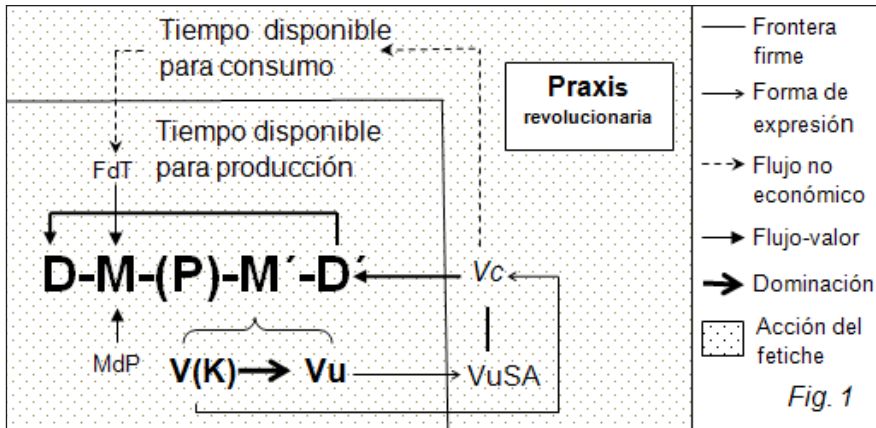 Tiempo disponible
para consumo
Praxis
revolucionaria
Tiempo disponible
para producción
FdT
D-M-(P)-M´-D´
Vc
MdP
V(K)
Vu
VuSA
Frontera
firme
Forma de
expresión
Flujo no
económico
Flujo-valor
Dominación
Acción del
fetiche
Fig. 1